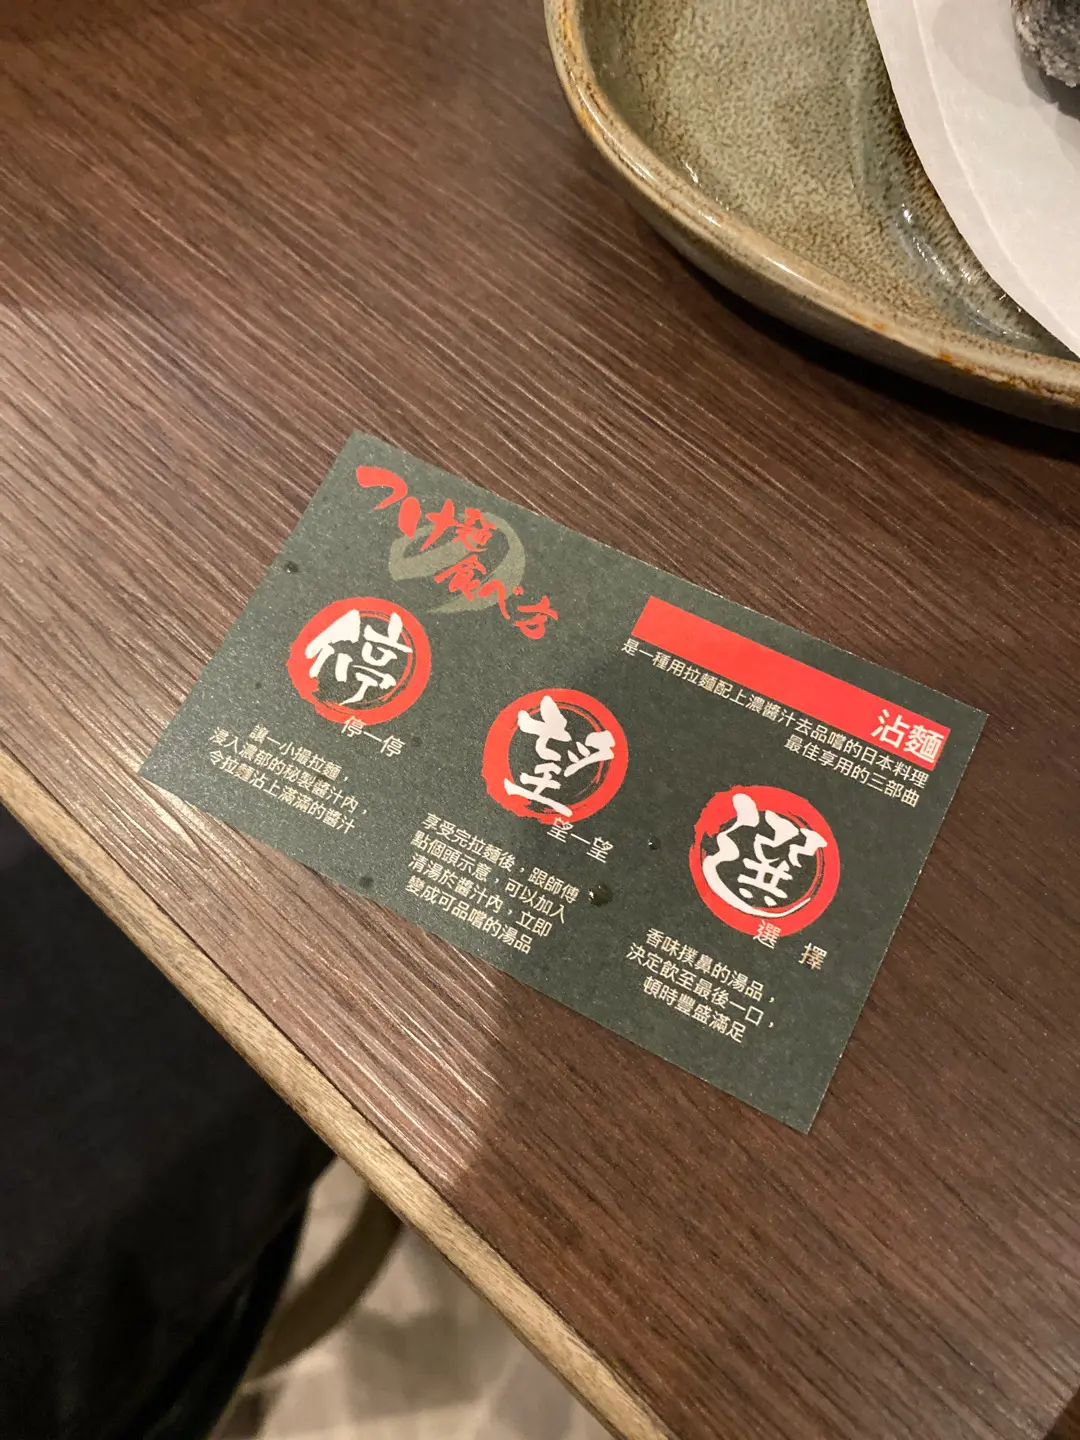 つけ麺
食べ方
沾麵
是一種用拉麵配上濃醬汁去品嚐的日本料理
最佳享用的三部曲
停
停一停
讓一小撮拉麵，
浸入濃郁的秘製醬汁內，
令拉麵沾上滿滿的醬汁
望
望一望
享受完拉麵後，跟師傅
點個頭示意，可以加入
清湯於醬汁內，立即
變成可品嚐的湯品
選
選擇
香味撲鼻的湯品，
決定飲至最後一口，
頓時豐盛滿足